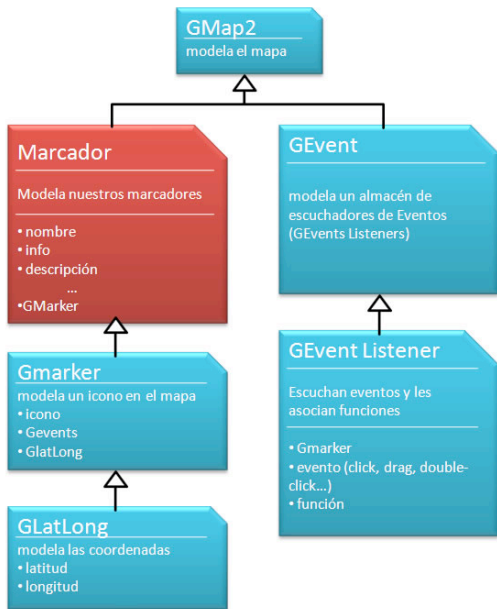 GMap2
modela el mapa
Marcador
Modela nuestros marcadores
• nombre
• info
• descripción
...
•GMarker
GEvent
modela un almacén de
escuchadores de Eventos
(GEvents Listeners)
Gmarker
modela un icono en el mapa
• icono
• Gevents
• GlatLong
GEvent Listener
Escuchan eventos y les
asocian funciones
• Gmarker
• evento (click, drag, double-
click...)
• función
GLatLong
modela las coordenadas
• latitud
• longitud